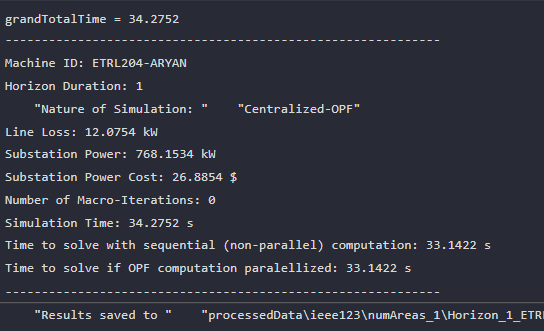 grandTotalTime = 34.2752
------------------------------------------------------------
Machine ID: ETRL204-ARYAN
Horizon Duration: 1
"Nature of Simulation: " "Centralized-OPF"
Line Loss: 12.0754 kW
Substation Power: 768.1534 kW
Substation Power Cost: 26.8854 $
Number of Macro-Iterations: 0
Simulation Time: 34.2752 s
Time to solve with sequential (non-parallel) computation: 33.1422 s
Time to solve if OPF computation paralellized: 33.1422 s
------------------------------------------------------------
"Results saved to " "processedData\ieee123\numAreas_1\Horizon_1_ETRL